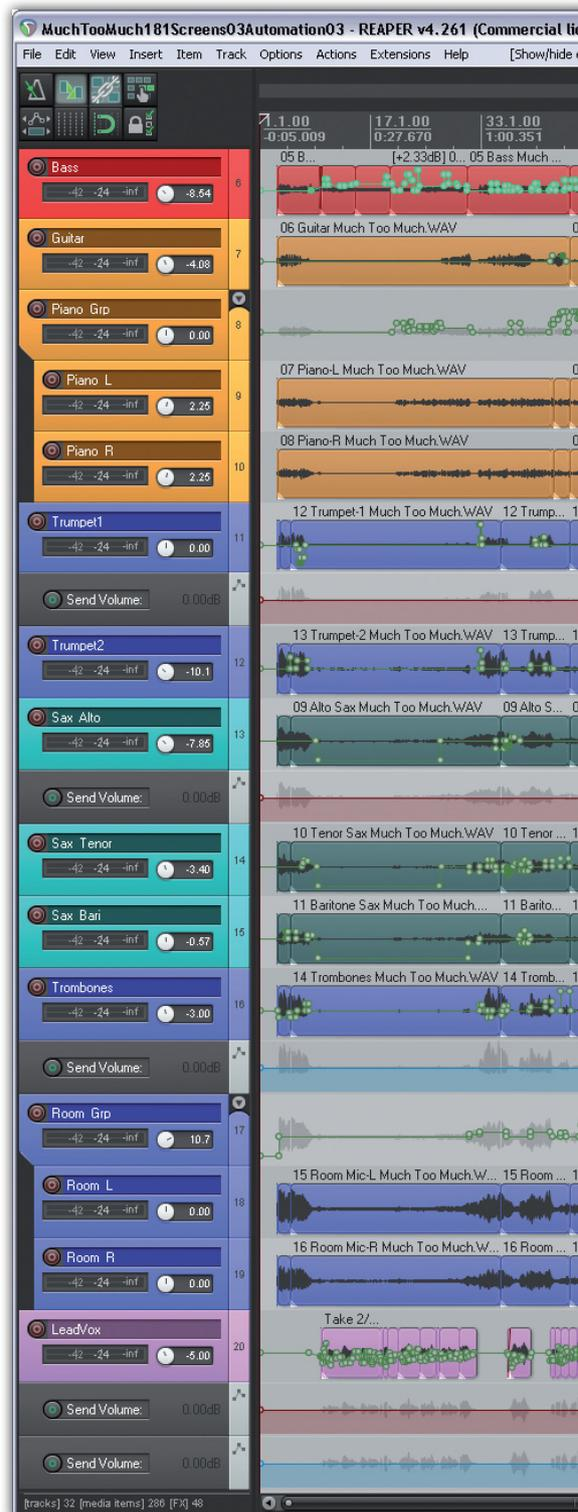 MuchTooMuch181Screens03Automation03 - REAPER v4.261 (Commercial li
File Edit View Insert Item Track Options Actions Extensions Help [Show/hide
1.1.00 17.1.00 33.1.00
-0:05.009 0:27.670 1:00.351
05 B... [+2.33dB] 0... 05 Bass Much ...
Bass
-42 -24 -inf -8.54
6
06 Guitar Much Too Much.WAV 0
Guitar
-42 -24 -inf -4.08
7
Piano Grp
-42 -24 -inf 0.00
8
07 Piano-L Much Too Much.WAV 0
Piano L
-42 -24 -inf 2.25
9
08 Piano-R Much Too Much.WAV 0
Piano R
-42 -24 -inf 2.25
10
12 Trumpet-1 Much Too Much.WAV 12 Trump... 1
Trumpet1
-42 -24 -inf 0.00
11
Send Volume: 0.00dB
13 Trumpet-2 Much Too Much.WAV 13 Trump... 1
Trumpet2
-42 -24 -inf -10.1
12
09 Alto Sax Much Too Much.WAV 09 Alto S... 0
Sax Alto
-42 -24 -inf -7.85
13
Send Volume: 0.00dB
10 Tenor Sax Much Too Much.WAV 10 Tenor ... 1
Sax Tenor
-42 -24 -inf -3.40
14
11 Baritone Sax Much Too Much.... 11 Barito... 1
Sax Bari
-42 -24 -inf -0.57
15
14 Trombones Much Too Much.WAV 14 Tromb... 1
Trombones
-42 -24 -inf -3.00
16
Send Volume: 0.00dB
Room Grp
-42 -24 -inf 10.7
17
15 Room Mic-L Much Too Much.W... 15 Room ... 1
Room L
-42 -24 -inf 0.00
18
16 Room Mic-R Much Too Much.W... 16 Room ... 1
Room R
-42 -24 -inf 0.00
19
Take 2/...
LeadVox
-42 -24 -inf -5.00
20
Send Volume: 0.00dB
Send Volume: 0.00dB
[tracks] 32 [media items] 286 [FX] 48